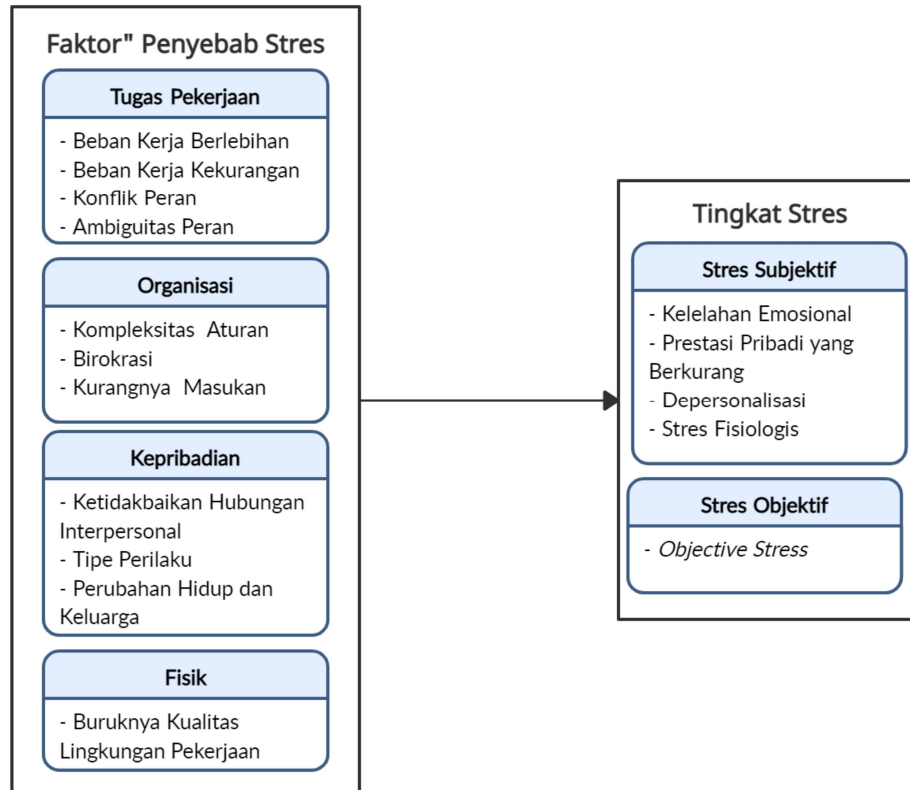 Faktor" Penyebab Stres
Tugas Pekerjaan
- Beban Kerja Berlebihan
- Beban Kerja Kekurangan
- Konflik Peran
- Ambiguitas Peran
Organisasi
- Kompleksitas Aturan
- Birokrasi
- Kurangnya Masukan
Kepribadian
- Ketidakbaikan Hubungan
Interpersonal
- Tipe Perilaku
- Perubahan Hidup dan
Keluarga
Fisik
- Buruknya Kualitas
Lingkungan Pekerjaan
Tingkat Stres
Stres Subjektif
- Kelelahan Emosional
- Prestasi Pribadi yang
Berkurang
- Depersonalisasi
- Stres Fisiologis
Stres Objektif
- Objective Stress